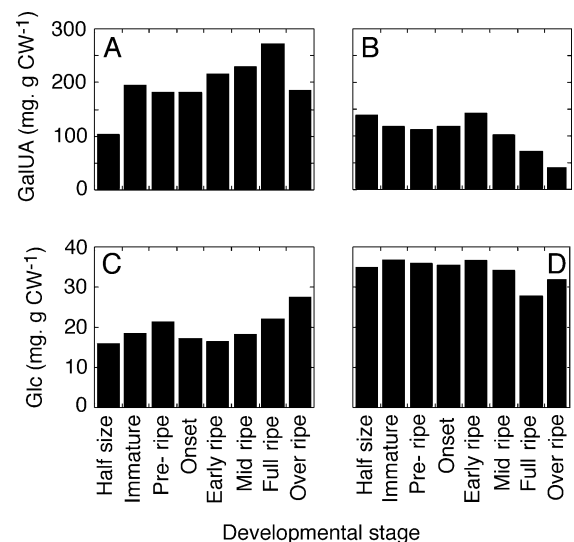 A
B
GalUA (mg. g CW-1)
300
200
100
0
C
D
Glc (mg. g CW-1)
40
30
20
10
0
Half size
Immature
Pre- ripe
Onset
Early ripe
Mid ripe
Full ripe
Over ripe
Half size
Immature
Pre- ripe
Onset
Early ripe
Mid ripe
Full ripe
Over ripe
Developmental stage